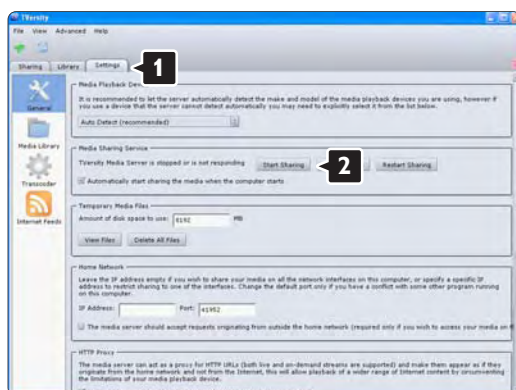 TVersity
File View Advanced Help
Sharing Library Settings
1
General
Media Library
Transcoder
Internet Feeds
Media Playback Dev
It is recommended to let the server automatically detect the make and model of the media playback devices you are using, however if
you use a device that the server cannot detect automatically you may need to explicitly select it from the list below.
Auto Detect (recommended)
Media Sharing Service
TVersity Media Server is stopped or is not responding Start Sharing 2 Restart Sharing
Automatically start sharing the media when the computer starts
Temporary Media Files
Amount of disk space to use: 8192 MB
View Files Delete All Files
Home Network
Leave the IP address empty if you wish to share your media on all the network interfaces on this computer, or specify a specific IP
address to restrict sharing to one of the interfaces. Change the default port only if you have a conflict with some other program running
on this computer.
IP Address: Port: 41952
The media server should accept requests originating from outside the home network (required only if you wish to access your media on
HTTP Proxy
The media server can act as a proxy for HTTP URLs (both live and on-demand streams are supported) and make them appear as if they
originate from the home network and not from the Internet, this will allow playback of a wider range of Internet content by circumventing
the limitations of your media playback device.